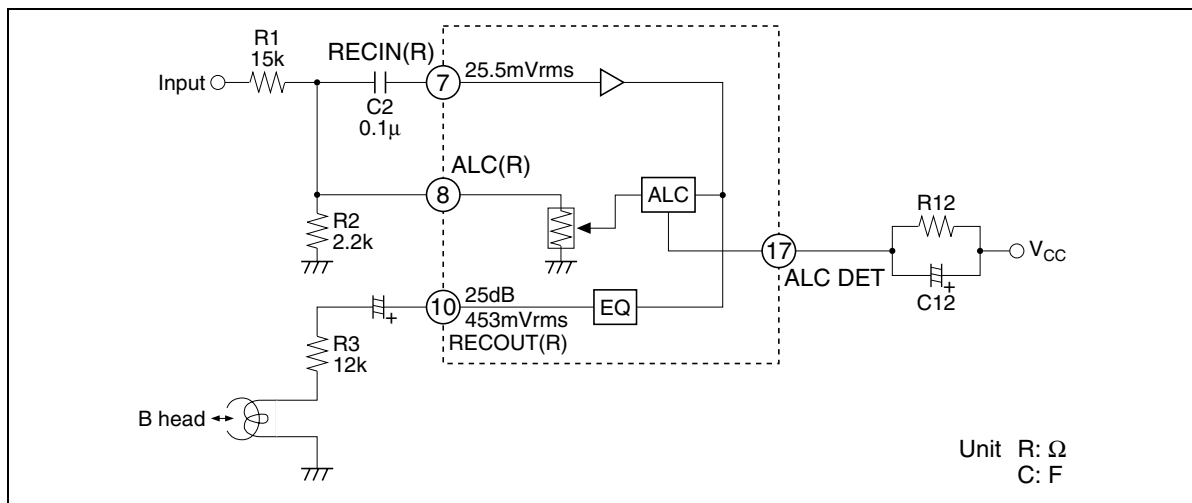 R1
15k
RECIN(R)
Input
7
25.5mVrms
C2
0.1μ
ALC(R)
8
ALC
R2
2.2k
R12
17
VCC
ALC DET
+
C12
10
25dB
EQ
+
453mVrms
RECOUT(R)
R3
12k
B head
Unit R: Ω
C: F